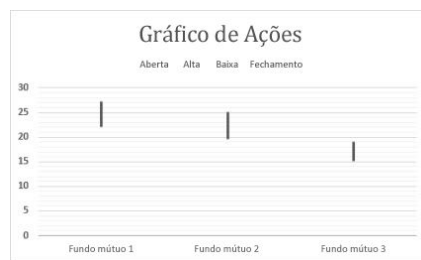 Gráfico de Ações
Aberta Alta Baixa Fechamento
30
25
20
15
10
5
0
Fundo mútuo 1 Fundo mútuo 2 Fundo mútuo 3